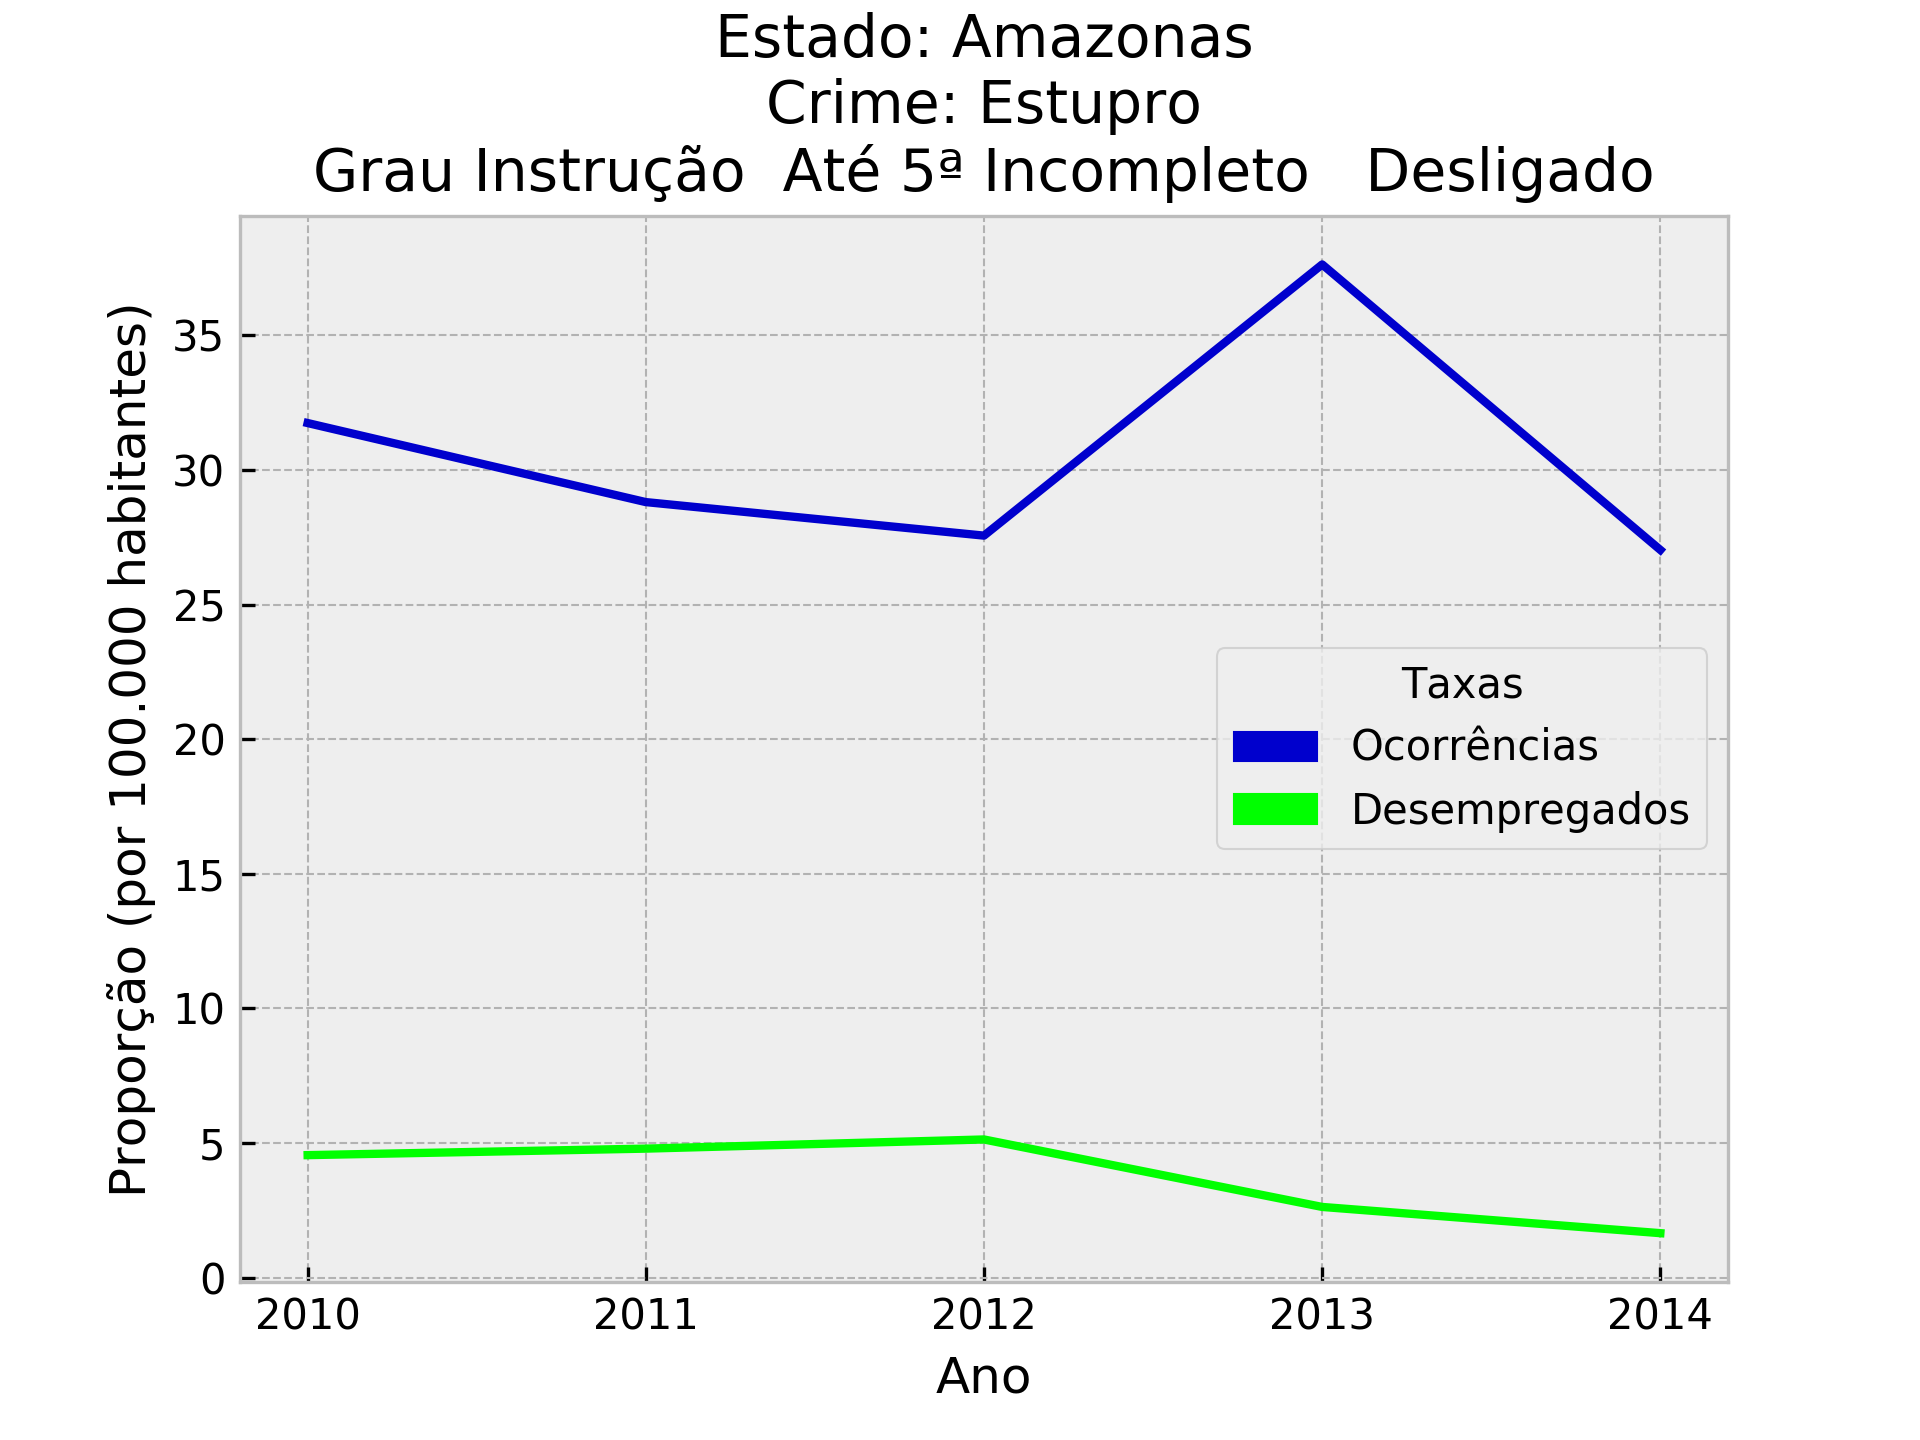 Estado: Amazonas
Crime: Estupro
Grau Instrução  Até 5ª Incompleto   Desligado
Proporção (por 100.000 habitantes)
35
30
25
20
15
10
5
0
Taxas
Ocorrências
Desempregados
2010 2011 2012 2013 2014
Ano